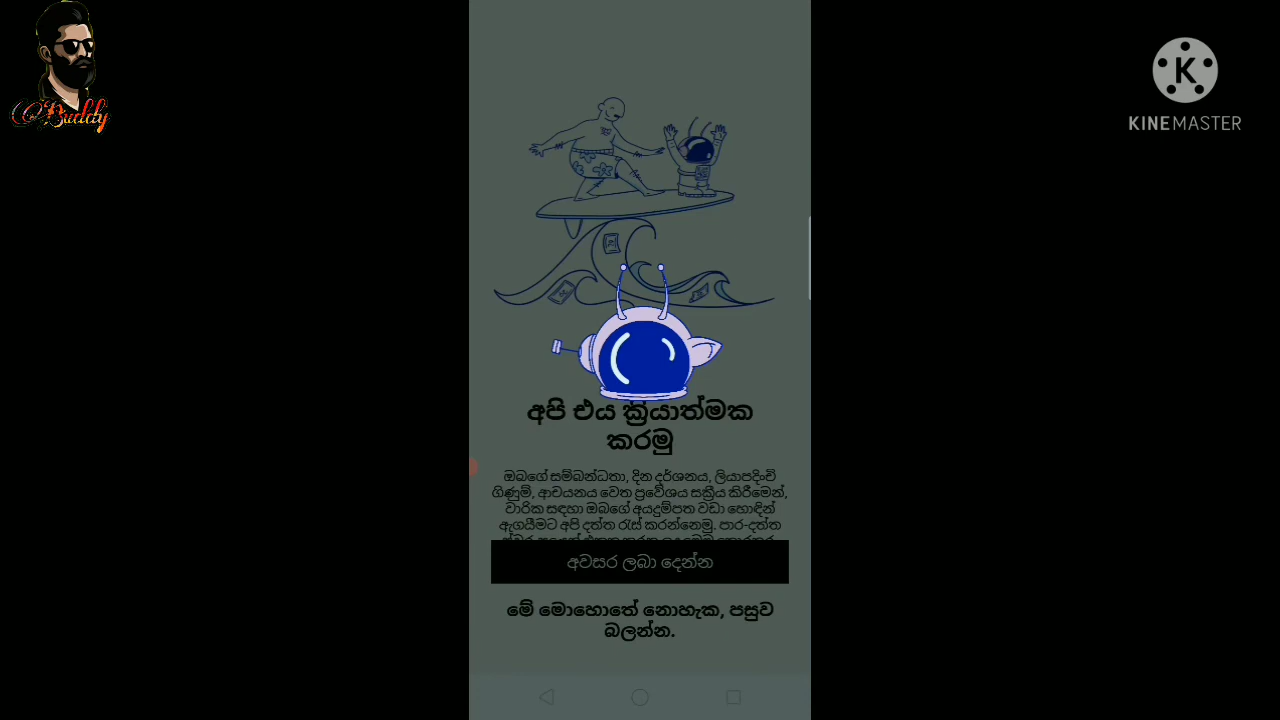 Buddy
K
KINEMASTER
අපි එය ක්‍රියාත්මක
කරමු
ඔබගේ සම්බන්ධතා, දින දර්ශනය, ලියාපදිංචි
ගිණුම්, ආචයනය වෙත ප්‍රවේශය සක්‍රීය කිරීමෙන්,
වාරික සඳහා ඔබගේ අයදුම්පත වඩා හොඳින්
ඇගයීමට අපි දත්ත රැස් කරන්නෙමු. පාර-දත්ත
අවසර ලබා දෙන්න
මේ මොහොතේ නොහැක, පසුව
බලන්න.